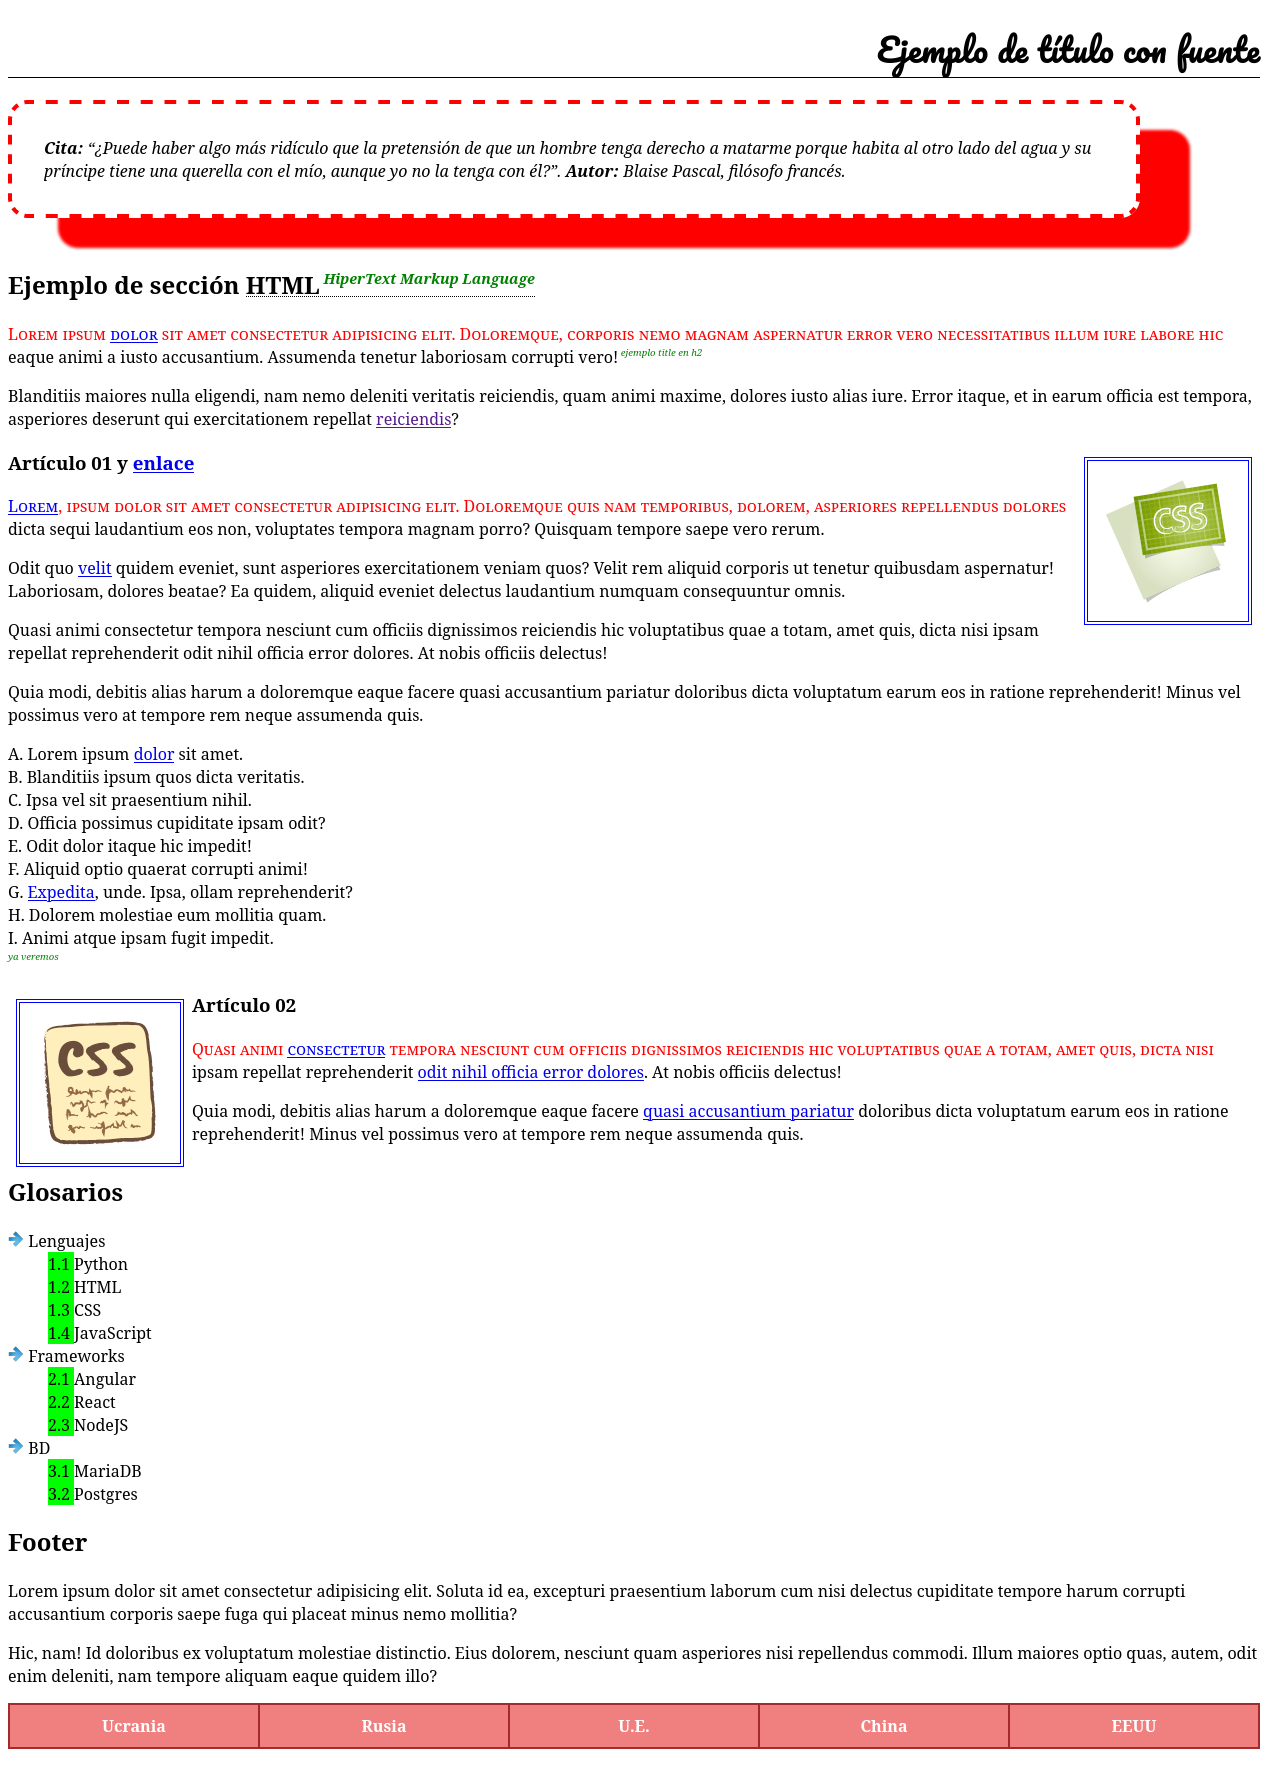 Ejemplo de título con fuente
Cita: “¿Puede haber algo más ridículo que la pretensión de que un hombre tenga derecho a matarme porque habita al otro lado del agua y su
príncipe tiene una querella con el mío, aunque yo no la tenga con él?”. Autor: Blaise Pascal, filósofo francés.
Ejemplo de sección HTML HiperText Markup Language
Lorem ipsum dolor sit amet consectetur adipisicing elit. Doloremque, corporis nemo magnam aspernatur error vero necessitatibus illum iure labore hic
eaque animi a iusto accusantium. Assumenda tenetur laboriosam corrupti vero! ejemplo title en h2
Blanditiis maiores nulla eligendi, nam nemo deleniti veritatis reiciendis, quam animi maxime, dolores iusto alias iure. Error itaque, et in earum officia est tempora,
asperiores deserunt qui exercitationem repellat reiciendis?
Artículo 01 y enlace
CSS
Lorem, ipsum dolor sit amet consectetur adipisicing elit. Doloremque quis nam temporibus, dolorem, asperiores repellendus dolores
dicta sequi laudantium eos non, voluptates tempora magnam porro? Quisquam tempore saepe vero rerum.
Odit quo velit quidem eveniet, sunt asperiores exercitationem veniam quos? Velit rem aliquid corporis ut tenetur quibusdam aspernatur!
Laboriosam, dolores beatae? Ea quidem, aliquid eveniet delectus laudantium numquam consequuntur omnis.
Quasi animi consectetur tempora nesciunt cum officiis dignissimos reiciendis hic voluptatibus quae a totam, amet quis, dicta nisi ipsam
repellat reprehenderit odit nihil officia error dolores. At nobis officiis delectus!
Quia modi, debitis alias harum a doloremque eaque facere quasi accusantium pariatur doloribus dicta voluptatum earum eos in ratione reprehenderit! Minus vel
possimus vero at tempore rem neque assumenda quis.
A. Lorem ipsum dolor sit amet.
B. Blanditiis ipsum quos dicta veritatis.
C. Ipsa vel sit praesentium nihil.
D. Officia possimus cupiditate ipsam odit?
E. Odit dolor itaque hic impedit!
F. Aliquid optio quaerat corrupti animi!
G. Expedita, unde. Ipsa, ollam reprehenderit?
H. Dolorem molestiae eum mollitia quam.
I. Animi atque ipsam fugit impedit.
ya veremos
CSS
Artículo 02
Quasi animi consectetur tempora nesciunt cum officiis dignissimos reiciendis hic voluptatibus quae a totam, amet quis, dicta nisi
ipsam repellat reprehenderit odit nihil officia error dolores. At nobis officiis delectus!
Quia modi, debitis alias harum a doloremque eaque facere quasi accusantium pariatur doloribus dicta voluptatum earum eos in ratione
reprehenderit! Minus vel possimus vero at tempore rem neque assumenda quis.
Glosarios
Lenguajes
1.1 Python
1.2 HTML
1.3 CSS
1.4 JavaScript
Frameworks
2.1 Angular
2.2 React
2.3 NodeJS
BD
3.1 MariaDB
3.2 Postgres
Footer
Lorem ipsum dolor sit amet consectetur adipisicing elit. Soluta id ea, excepturi praesentium laborum cum nisi delectus cupiditate tempore harum corrupti
accusantium corporis saepe fuga qui placeat minus nemo mollitia?
Hic, nam! Id doloribus ex voluptatum molestiae distinctio. Eius dolorem, nesciunt quam asperiores nisi repellendus commodi. Illum maiores optio quas, autem, odit
enim deleniti, nam tempore aliquam eaque quidem illo?
Ucrania Rusia U.E. China EEUU